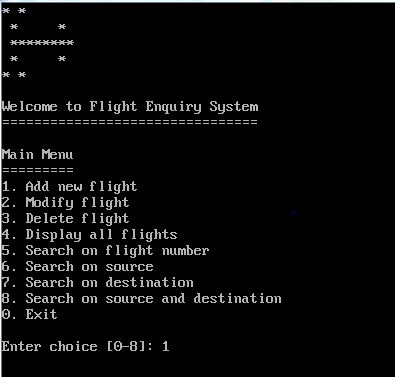 * *
 *     *
 ********
 *     *
* *
Welcome to Flight Enquiry System
================================
Main Menu
=========
1. Add new flight
2. Modify flight
3. Delete flight
4. Display all flights
5. Search on flight number
6. Search on source
7. Search on destination
8. Search on source and destination
0. Exit
Enter choice [0-8]: 1